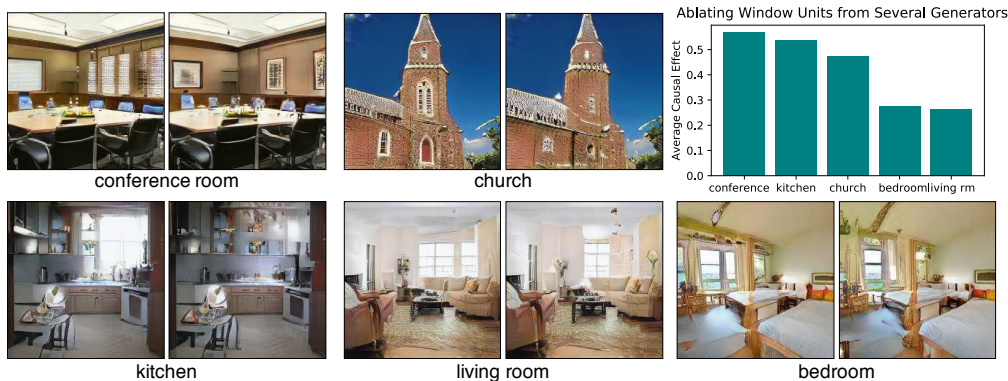 Ablating Window Units from Several Generators
Average Causal Effect
0.5
0.4
0.3
0.2
0.1
0.0
conference kitchen church bedroom living rm
conference room
church
kitchen
living room
bedroom